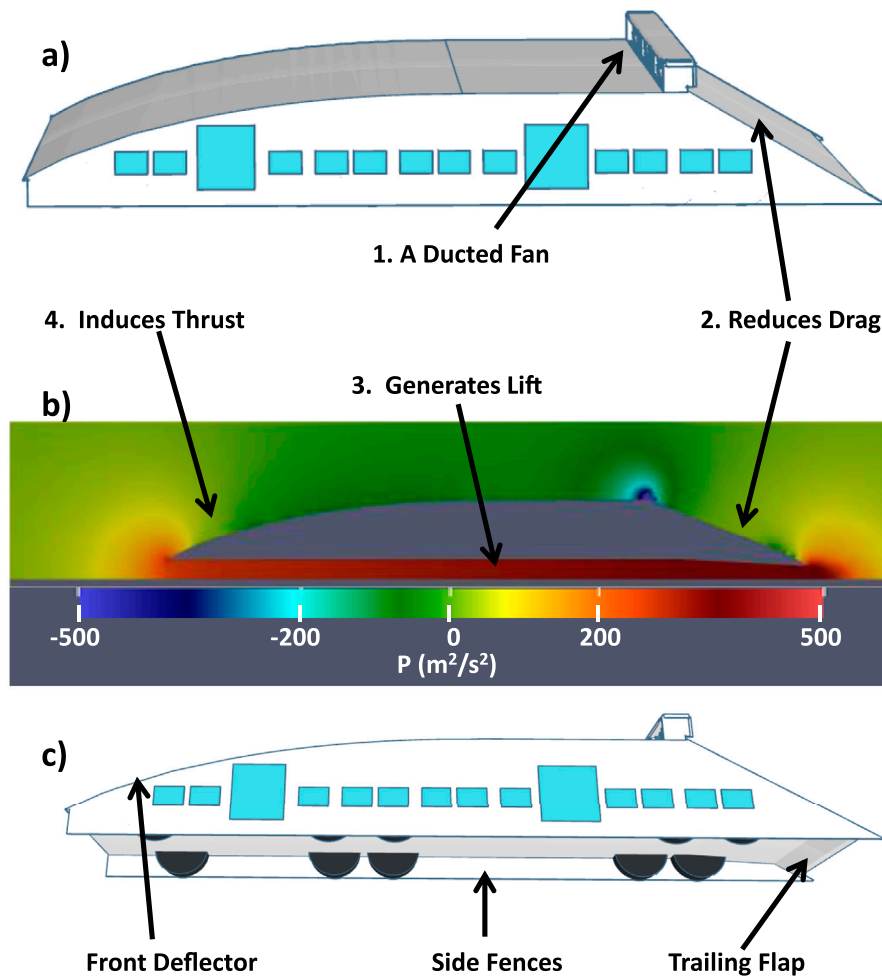 a)
1. A Ducted Fan
4. Induces Thrust
2. Reduces Drag
3. Generates Lift
b)
-500 -200 0 200 500
P (m²/s²)
c)
Front Deflector Side Fences Trailing Flap